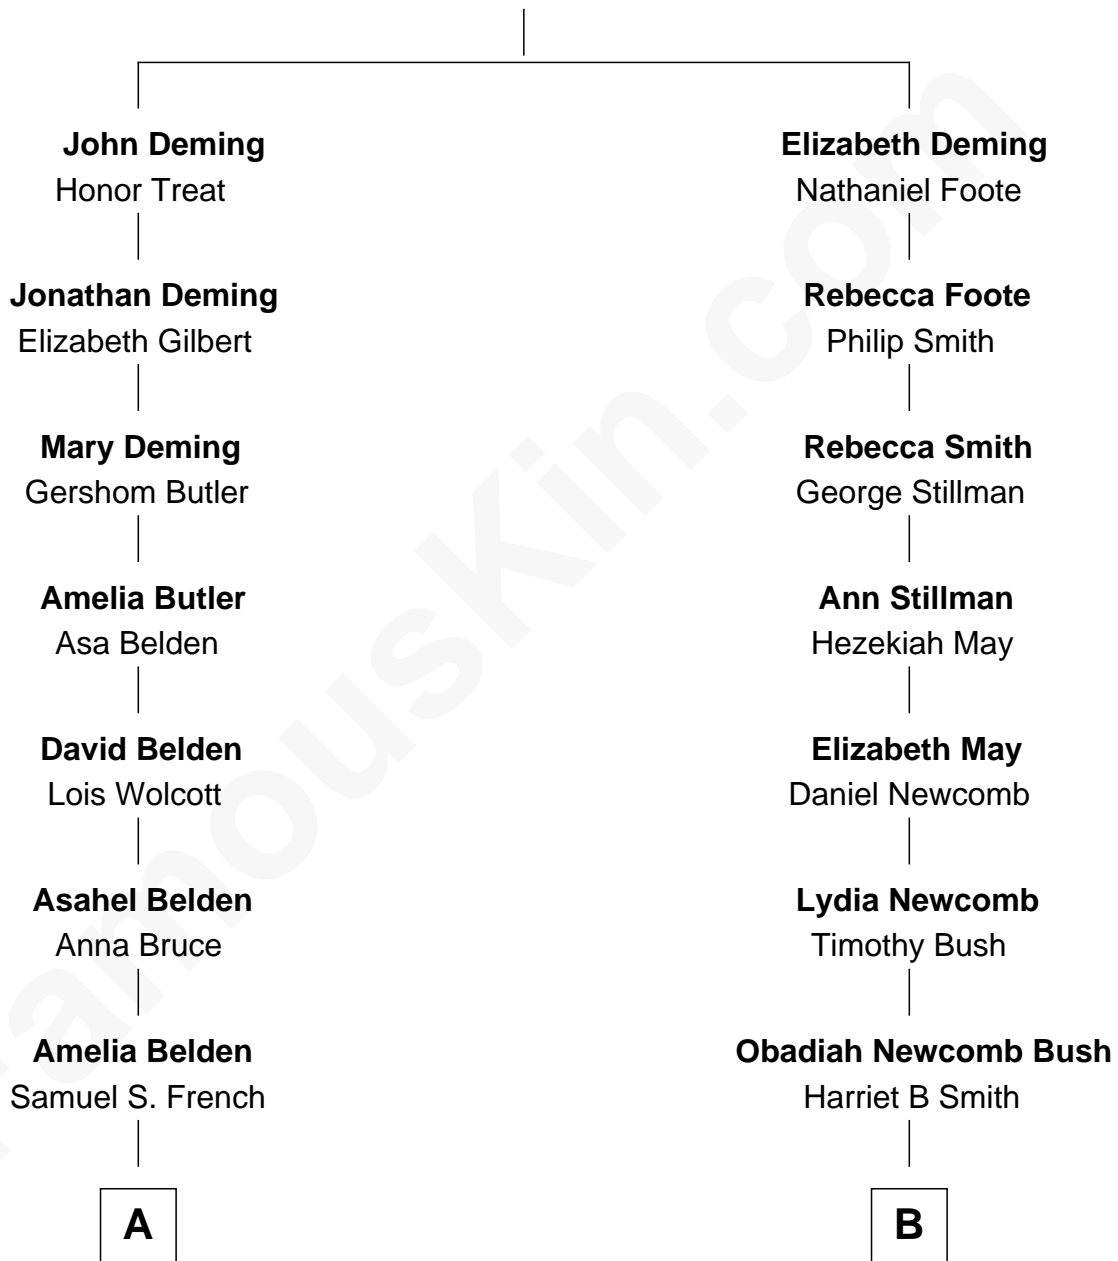 John Deming
Honor Treat
Jonathan Deming
Elizabeth Gilbert
Mary Deming
Gershom Butler
Amelia Butler
Asa Belden
David Belden
Lois Wolcott
Asahel Belden
Anna Bruce
Amelia Belden
Samuel S. French
A
Elizabeth Deming
Nathaniel Foote
Rebecca Foote
Philip Smith
Rebecca Smith
George Stillman
Ann Stillman
Hezekiah May
Elizabeth May
Daniel Newcomb
Lydia Newcomb
Timothy Bush
Obadiah Newcomb Bush
Harriet B Smith
B
FamousKin.com